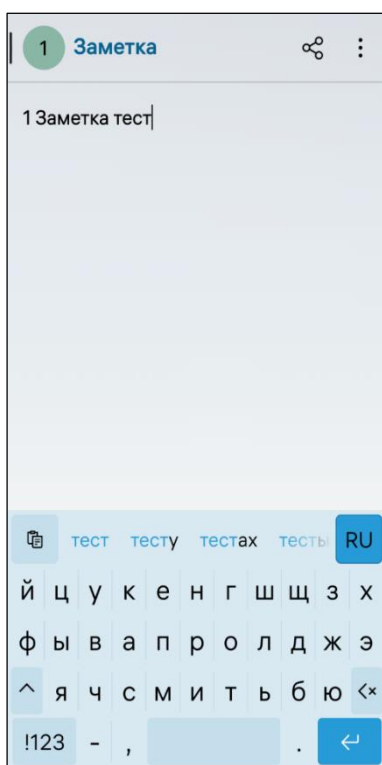 1 Заметка
1 Заметка тест
тест тесту тестах тесты RU
й ц у к е н г ш щ з х
ф ы в а п р о л д ж э
я ч с м и т ь б ю
!123 - , .